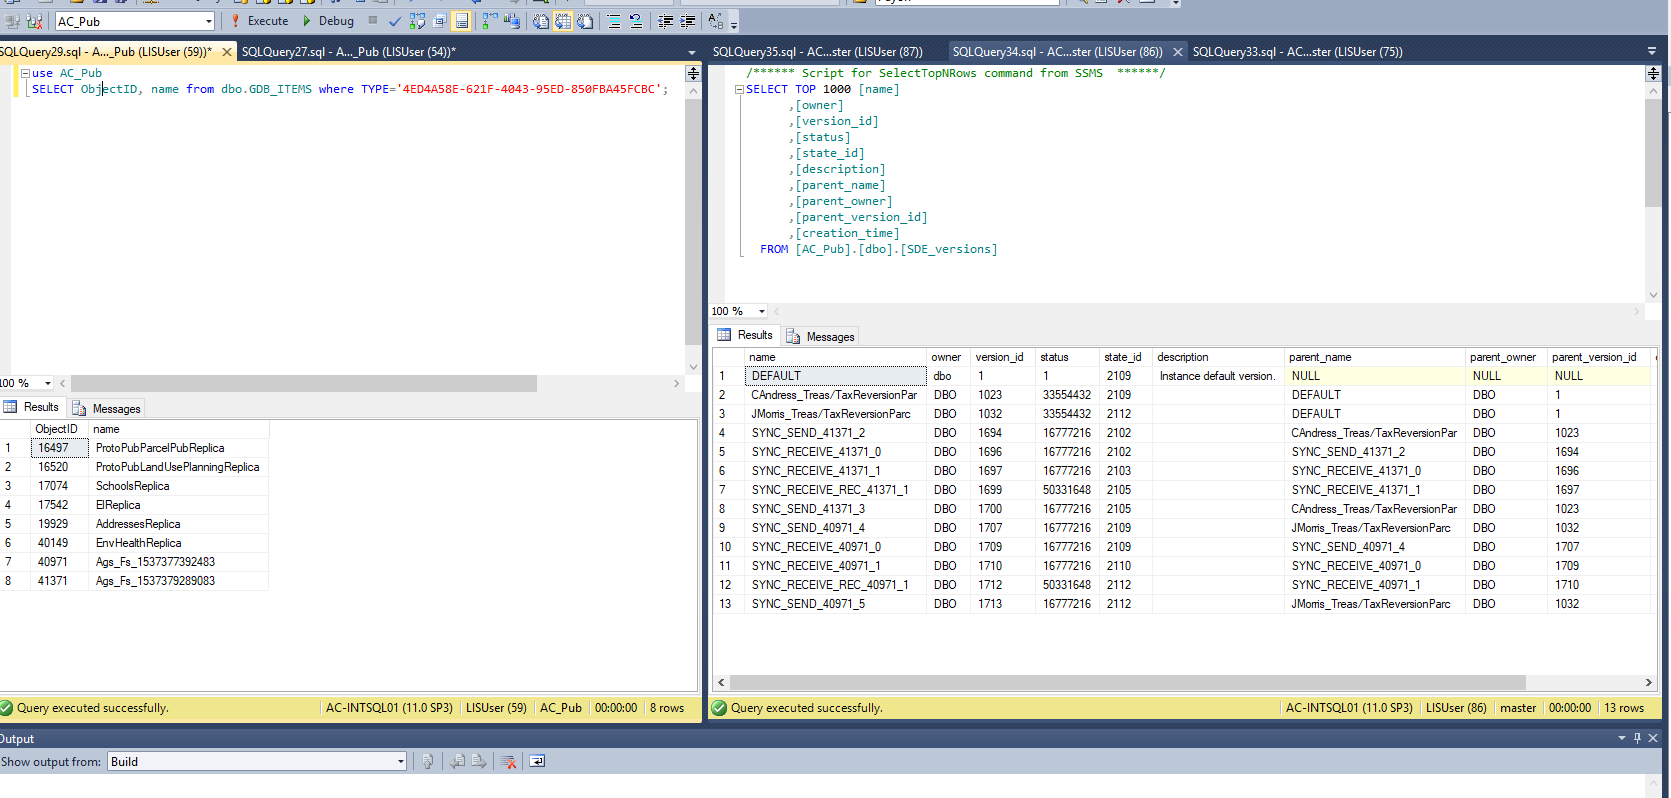 AC_Pub
Execute
Debug
SQLQuery29.sql - A..._Pub (LISUser (59))*
SQLQuery27.sql - A..._Pub (LISUser (54))*
use AC_Pub
SELECT ObjectID, name from dbo.GDB_ITEMS where TYPE='4ED4A58E-621F-4043-95ED-850FBA45FCBC';
100 %
Results
Messages
ObjectID name
1 16497 ProtoPubParcelPubReplica
2 16520 ProtoPubLandUsePlanningReplica
3 17074 SchoolsReplica
4 17542 EIReplica
5 19929 AddressesReplica
6 40149 EnvHealthReplica
7 40971 Ags_Fs_1537377392483
8 41371 Ags_Fs_1537379289083
Query executed successfully.
AC-INTSQL01 (11.0 SP3) LISUser (59) AC_Pub 00:00:00 8 rows
SQLQuery35.sql - AC...ster (LISUser (87))
SQLQuery34.sql - AC...ster (LISUser (86))
SQLQuery33.sql - AC...ster (LISUser (75))
/****** Script for SelectTopNRows command from SSMS ******/
SELECT TOP 1000 [name]
,[owner]
,[version_id]
,[status]
,[state_id]
,[description]
,[parent_name]
,[parent_owner]
,[parent_version_id]
,[creation_time]
FROM [AC_Pub].[dbo].[SDE_versions]
100 %
Results
Messages
name owner version_id status state_id description parent_name parent_owner parent_version_id
1 DEFAULT dbo 1 1 2109 Instance default version. NULL NULL NULL
2 CAndress_Treas/TaxReversionPar DBO 1023 33554432 2109 DEFAULT DBO 1
3 JMorris_Treas/TaxReversionParc DBO 1032 33554432 2112 DEFAULT DBO 1
4 SYNC_SEND_41371_2 DBO 1694 16777216 2102 CAndress_Treas/TaxReversionPar DBO 1023
5 SYNC_RECEIVE_41371_0 DBO 1696 16777216 2102 SYNC_SEND_41371_2 DBO 1694
6 SYNC_RECEIVE_41371_1 DBO 1697 16777216 2103 SYNC_RECEIVE_41371_0 DBO 1696
7 SYNC_RECEIVE_REC_41371_1 DBO 1699 50331648 2105 SYNC_RECEIVE_41371_1 DBO 1697
8 SYNC_SEND_41371_3 DBO 1700 16777216 2105 CAndress_Treas/TaxReversionPar DBO 1023
9 SYNC_SEND_40971_4 DBO 1707 16777216 2109 JMorris_Treas/TaxReversionParc DBO 1032
10 SYNC_RECEIVE_40971_0 DBO 1709 16777216 2109 SYNC_SEND_40971_4 DBO 1707
11 SYNC_RECEIVE_40971_1 DBO 1710 16777216 2110 SYNC_RECEIVE_40971_0 DBO 1709
12 SYNC_RECEIVE_REC_40971_1 DBO 1712 50331648 2112 SYNC_RECEIVE_40971_1 DBO 1710
13 SYNC_SEND_40971_5 DBO 1713 16777216 2112 JMorris_Treas/TaxReversionParc DBO 1032
Query executed successfully.
AC-INTSQL01 (11.0 SP3) LISUser (86) master 00:00:00 13 rows
Output
Show output from: Build